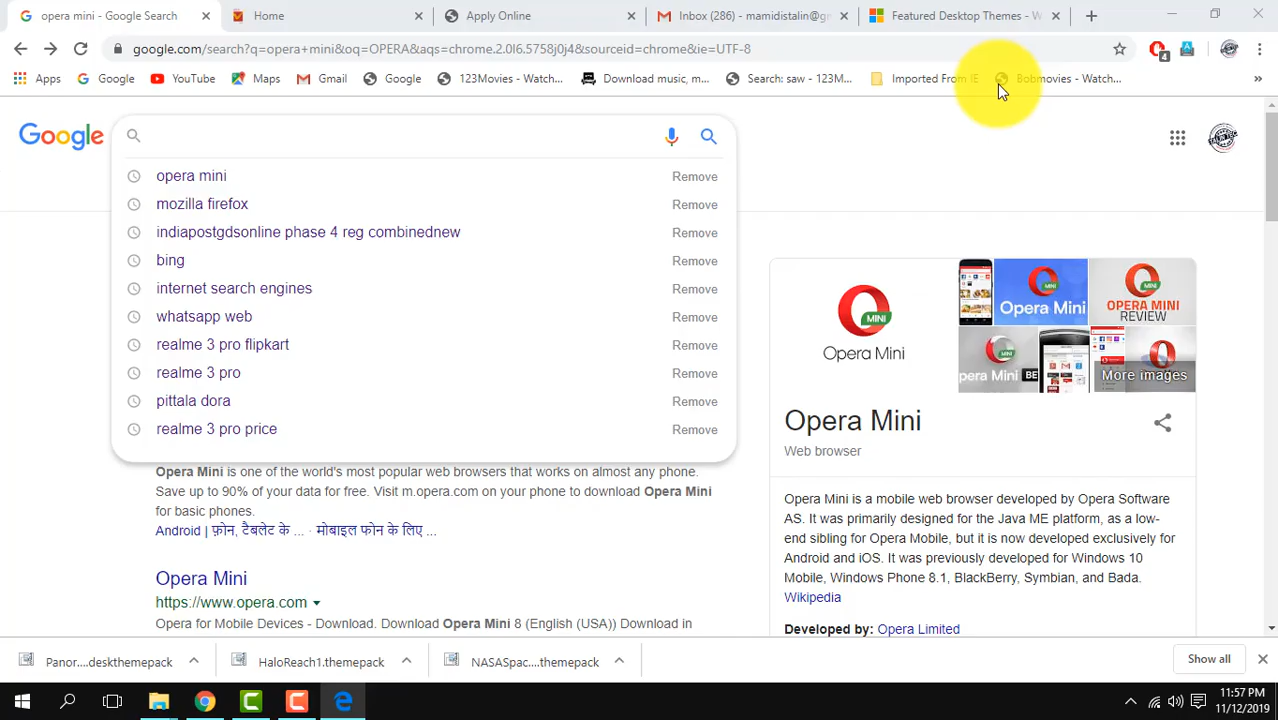 opera mini - Google Search
Home
Apply Online
Inbox (286) - mamidistalin@gr
Featured Desktop Themes - W
google.com/search?q=opera+mini&oq=OPERA&aqs=chrome.2.0l6.5758j0j4&sourceid=chrome&ie=UTF-8
4
Apps
Google
YouTube
Maps
Gmail
Google
123Movies - Watch...
Download music, m...
Search: saw - 123M...
Imported From IE
Bobmovies - Watch...
»
Google
opera mini Remove
mozilla firefox Remove
indiapostgdsonline phase 4 reg combinednew Remove
bing Remove
internet search engines Remove
whatsapp web Remove
realme 3 pro flipkart Remove
realme 3 pro Remove
pittala dora Remove
realme 3 pro price Remove
Opera Mini is one of the world's most popular web browsers that works on almost any phone.
Save up to 90% of your data for free. Visit m.opera.com on your phone to download Opera Mini
for basic phones.
Android | फ़ोन, टैबलेट के ... · मोबाइल फोन के लिए ...
Opera Mini
https://www.opera.com
Opera for Mobile Devices - Download. Download Opera Mini 8 (English (USA)) Download in
MINI
Opera Mini
Opera Mini
OPERA MINI
REVIEW
pera Mini BE
More images
Opera Mini
Web browser
Opera Mini is a mobile web browser developed by Opera Software
AS. It was primarily designed for the Java ME platform, as a low-
end sibling for Opera Mobile, but it is now developed exclusively for
Android and iOS. It was previously developed for Windows 10
Mobile, Windows Phone 8.1, BlackBerry, Symbian, and Bada.
Wikipedia
Developed by: Opera Limited
Panor....deskthemepack
HaloReach1.themepack
NASASpac....themepack
Show all
11:57 PM
11/12/2019